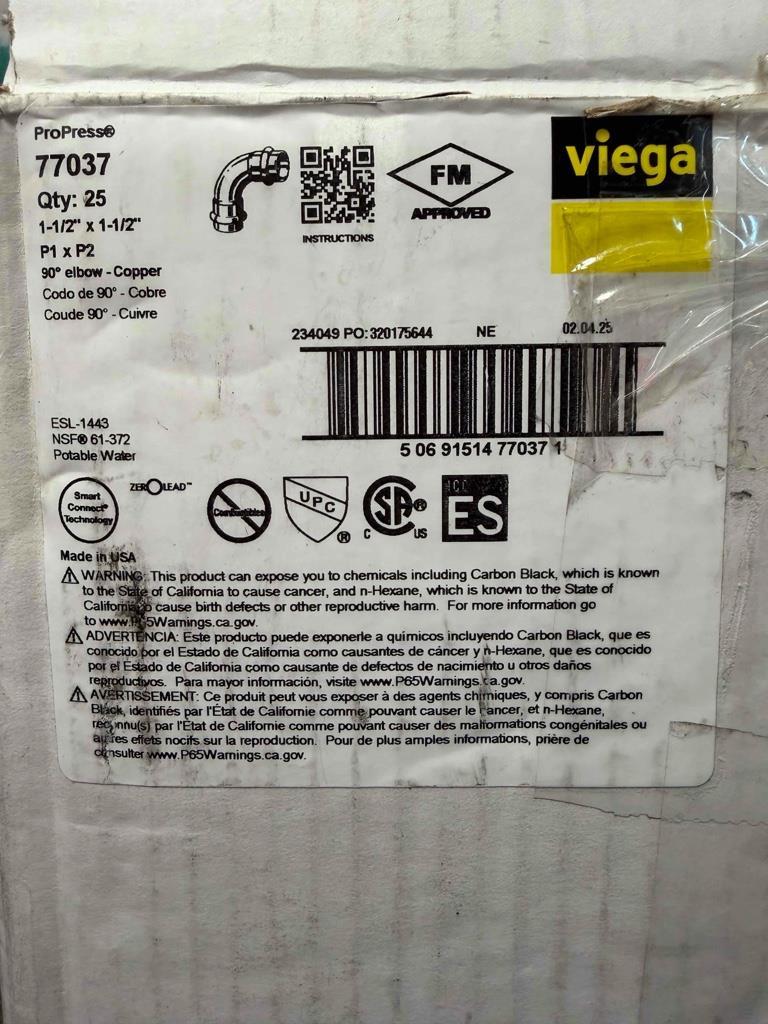 ProPress®
77037
Qty: 25
1-1/2" x 1-1/2"
P1 x P2
90° elbow - Copper
Codo de 90° - Cobre
Coude 90° - Cuivre
INSTRUCTIONS
FM
APPROVED
viega
234049 PO: 320175644 NE 02.04.25
5 06 91514 77037 1
ESL-1443
NSF® 61-372
Potable Water
Smart
Connect®
Technology
ZERO LEAD™
Combustibles
UPC ®
C SA ® US
ICC
ES
Made in USA
WARNING: This product can expose you to chemicals including Carbon Black, which is known
to the State of California to cause cancer, and n-Hexane, which is known to the State of
California to cause birth defects or other reproductive harm. For more information go
to www.P65Warnings.ca.gov.
ADVERTENCIA: Este producto puede exponerle a químicos incluyendo Carbon Black, que es
conocido por el Estado de California como causantes de cáncer y n-Hexane, que es conocido
por el Estado de California como causante de defectos de nacimiento u otros daños
reproductivos. Para mayor información, visite www.P65Warnings.ca.gov.
AVERTISSEMENT: Ce produit peut vous exposer à des agents chimiques, y compris Carbon
Black, identifiés par l'État de Californie comme pouvant causer le cancer, et n-Hexane,
reconnu(s) par l'État de Californie comme pouvant causer des malformations congénitales ou
autres effets nocifs sur la reproduction. Pour de plus amples informations, prière de
consulter www.P65Warnings.ca.gov.